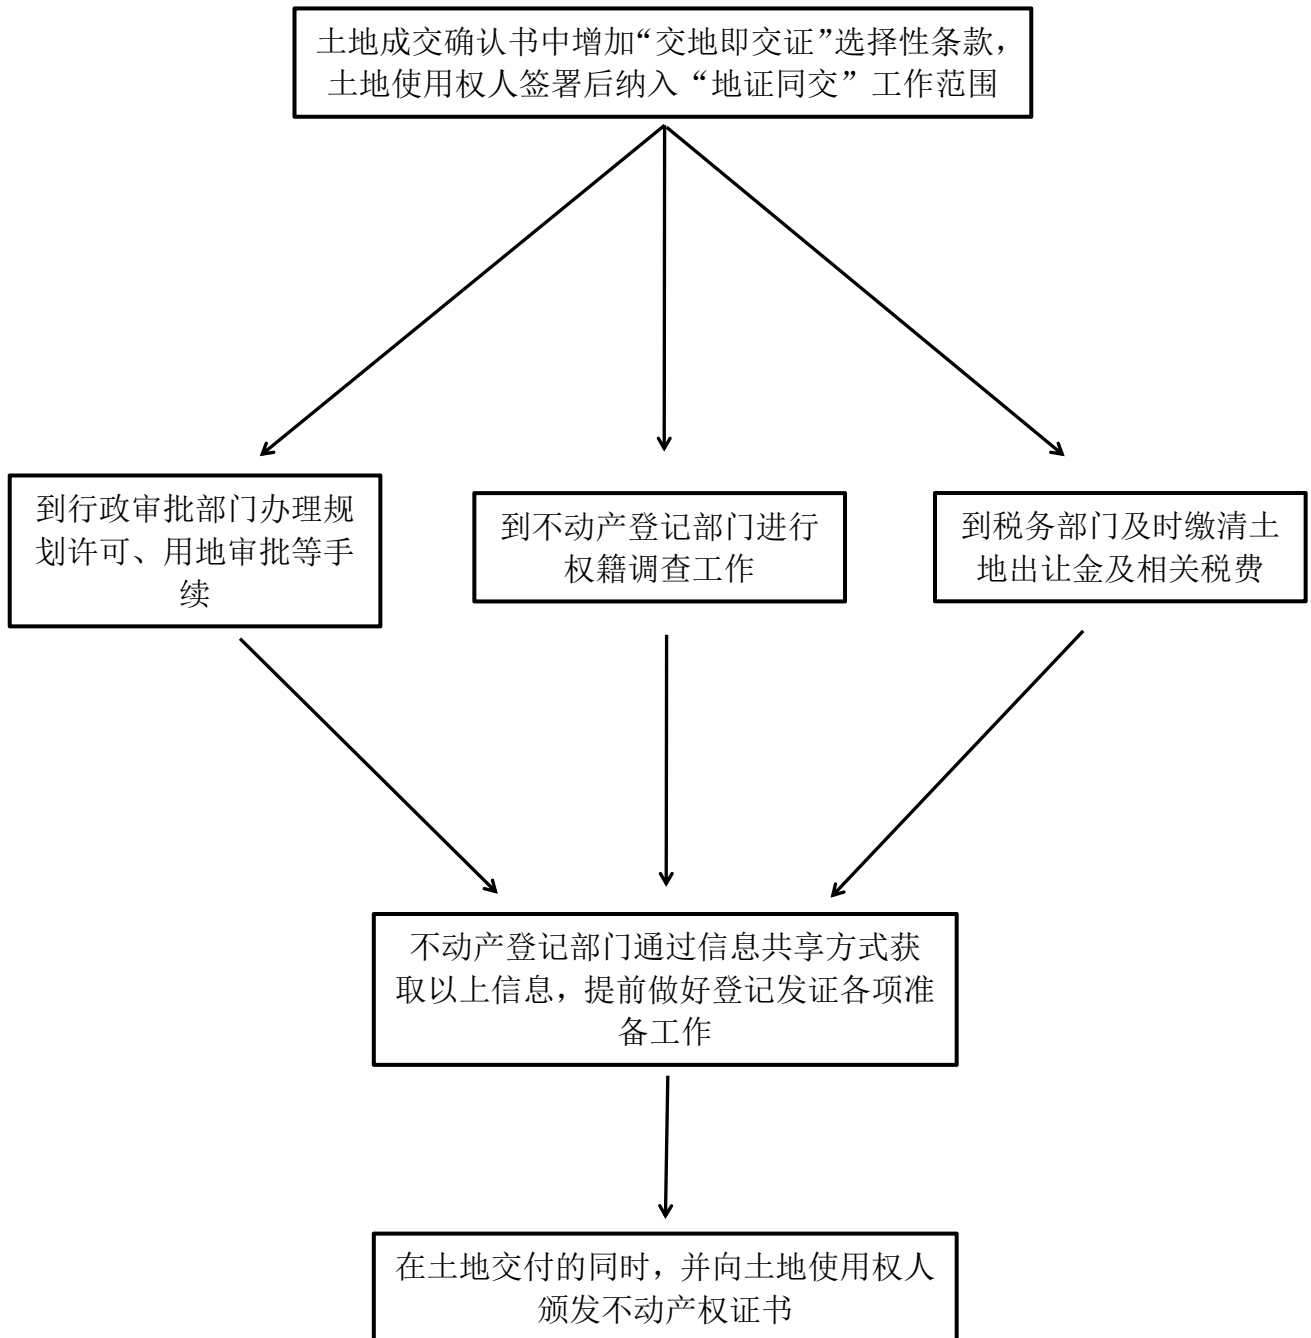 土地成交确认书中增加“交地即交证”选择性条款，
土地使用权人签署后纳入“地证同交”工作范围
到行政审批部门办理规
划许可、用地审批等手
续
到不动产登记部门进行
权籍调查工作
到税务部门及时缴清土
地出让金及相关税费
不动产登记部门通过信息共享方式获
取以上信息，提前做好登记发证各项准
备工作
在土地交付的同时，并向土地使用权人
颁发不动产权证书